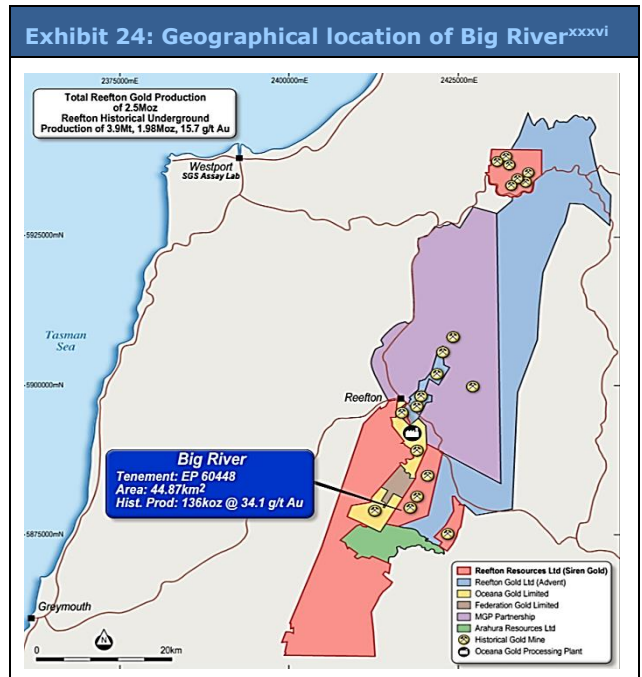 Exhibit 24: Geographical location of Big River^xxxvi
2375000mE
2400000mE
2425000mE
Total Reefton Gold Production
of 2.5Moz
Reefton Historical Underground
Production of 3.9Mt, 1.98Moz, 15.7 g/t Au
Westport
SGS Assay Lab
5925000mN
Tasman
Sea
5900000mN
Reefton
Big River
Tenement: EP 60448
Area: 44.87km²
Hist. Prod: 136koz @ 34.1 g/t Au
5875000mN
Greymouth
N
0
20km
Reefton Resources Ltd (Siren Gold)
Reefton Gold Ltd (Advent)
Oceana Gold Limited
Federation Gold Limited
MGP Partnership
Arahura Resources Ltd
Historical Gold Mine
Oceana Gold Processing Plant